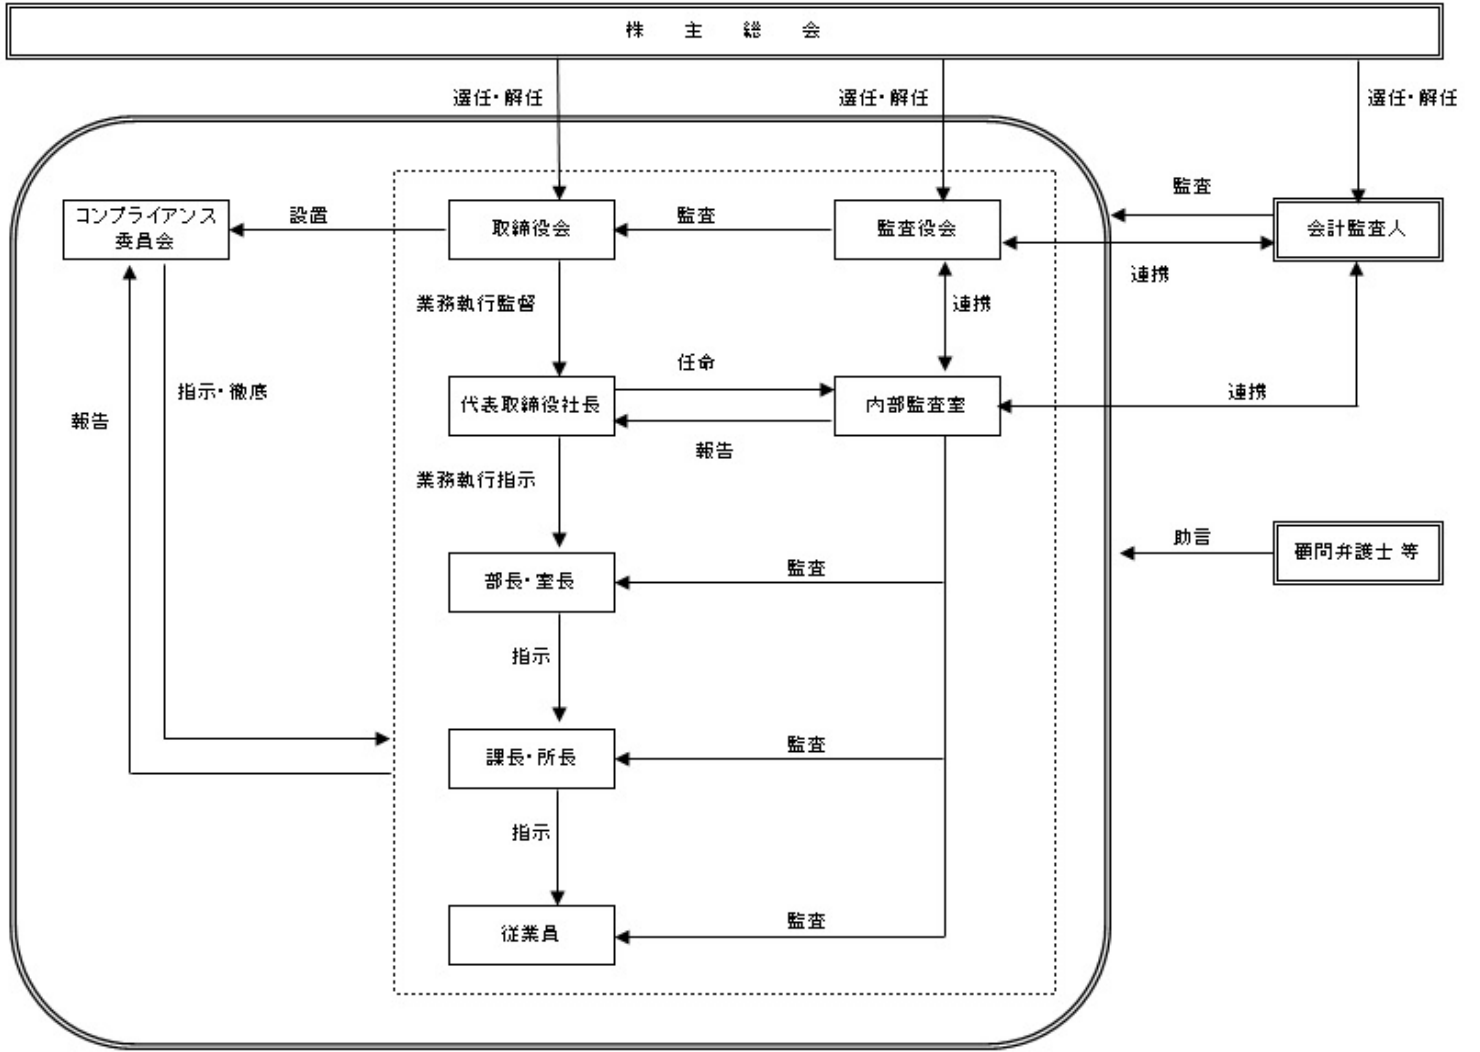 株主総会
選任・解任
選任・解任
選任・解任
コンプライアンス
委員会
設置
取締役会
監査
監査役会
監査
会計監査人
連携
業務執行監督
連携
指示・徹底
報告
代表取締役社長
任命
報告
内部監査室
連携
業務執行指示
部長・室長
監査
助言
顧問弁護士 等
指示
課長・所長
監査
指示
従業員
監査